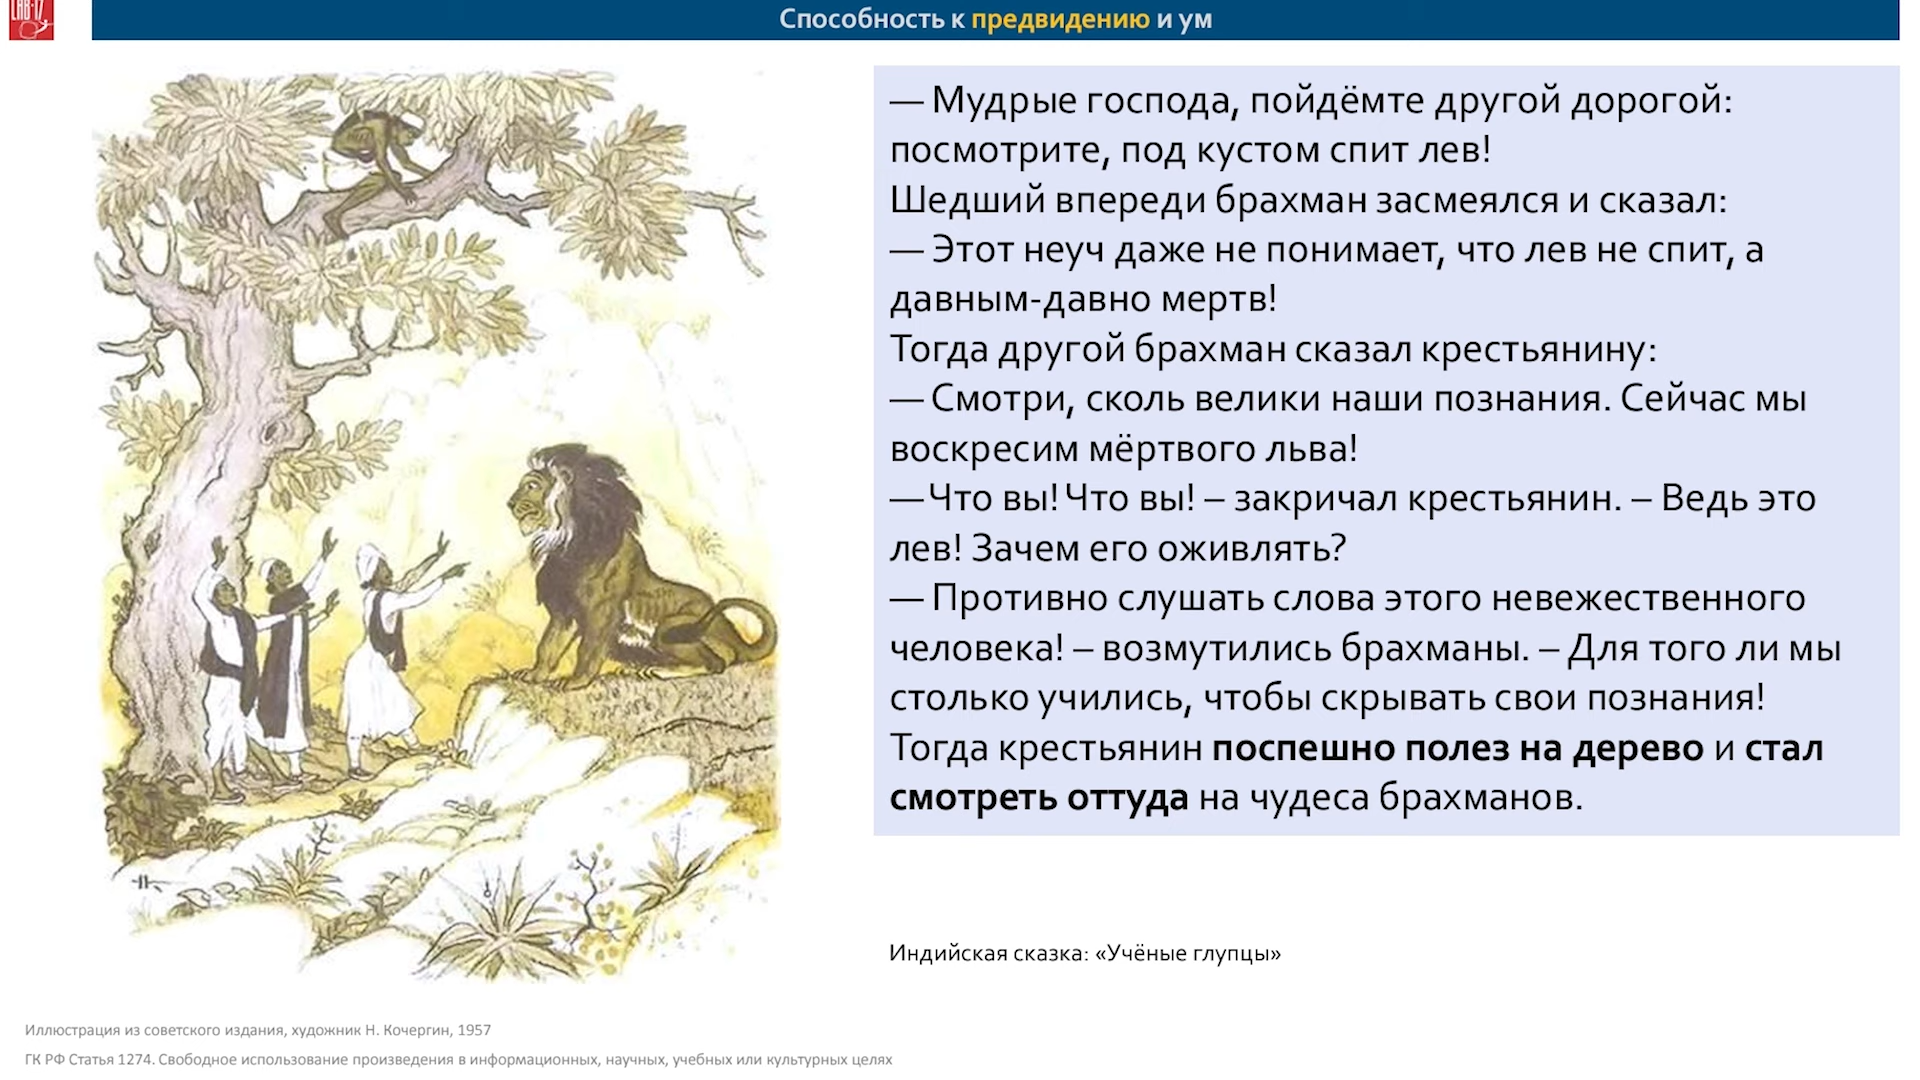 LAB-17
Способность к предвидению и ум
— Мудрые господа, пойдёмте другой дорогой:
посмотрите, под кустом спит лев!
Шедший впереди брахман засмеялся и сказал:
— Этот неуч даже не понимает, что лев не спит, а
давным-давно мертв!
Тогда другой брахман сказал крестьянину:
— Смотри, сколь велики наши познания. Сейчас мы
воскресим мёртвого льва!
— Что вы! Что вы! – закричал крестьянин. – Ведь это
лев! Зачем его оживлять?
— Противно слушать слова этого невежественного
человека! – возмутились брахманы. – Для того ли мы
столько учились, чтобы скрывать свои познания!
Тогда крестьянин поспешно полез на дерево и стал
смотреть оттуда на чудеса брахманов.
Индийская сказка: «Учёные глупцы»
Иллюстрация из советского издания, художник Н. Кочергин, 1957
ГК РФ Статья 1274. Свободное использование произведения в информационных, научных, учебных или культурных целях